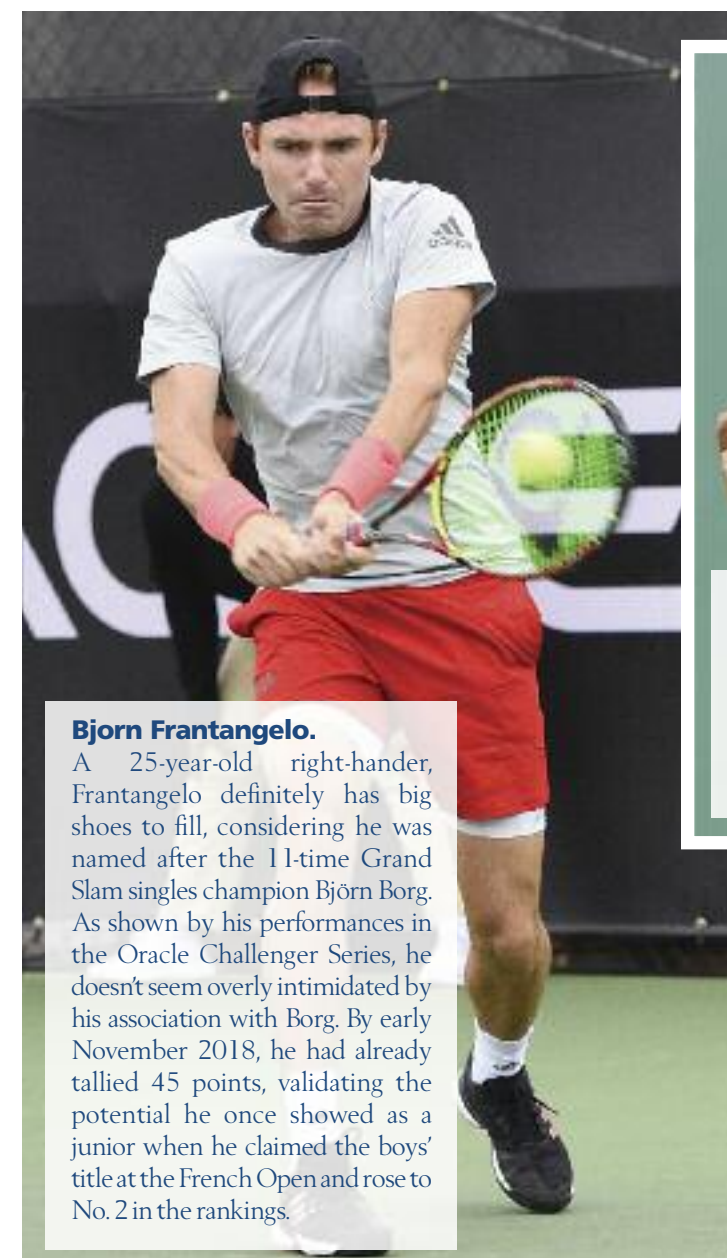 adidas
Bjorn Frantangelo.
A 25-year-old right-hander,
Frantangelo definitely has big
shoes to fill, considering he was
named after the 11-time Grand
Slam singles champion Björn Borg.
As shown by his performances in
the Oracle Challenger Series, he
doesn't seem overly intimidated by
his association with Borg. By early
November 2018, he had already
tallied 45 points, validating the
potential he once showed as a
junior when he claimed the boys'
title at the French Open and rose to
No. 2 in the rankings.